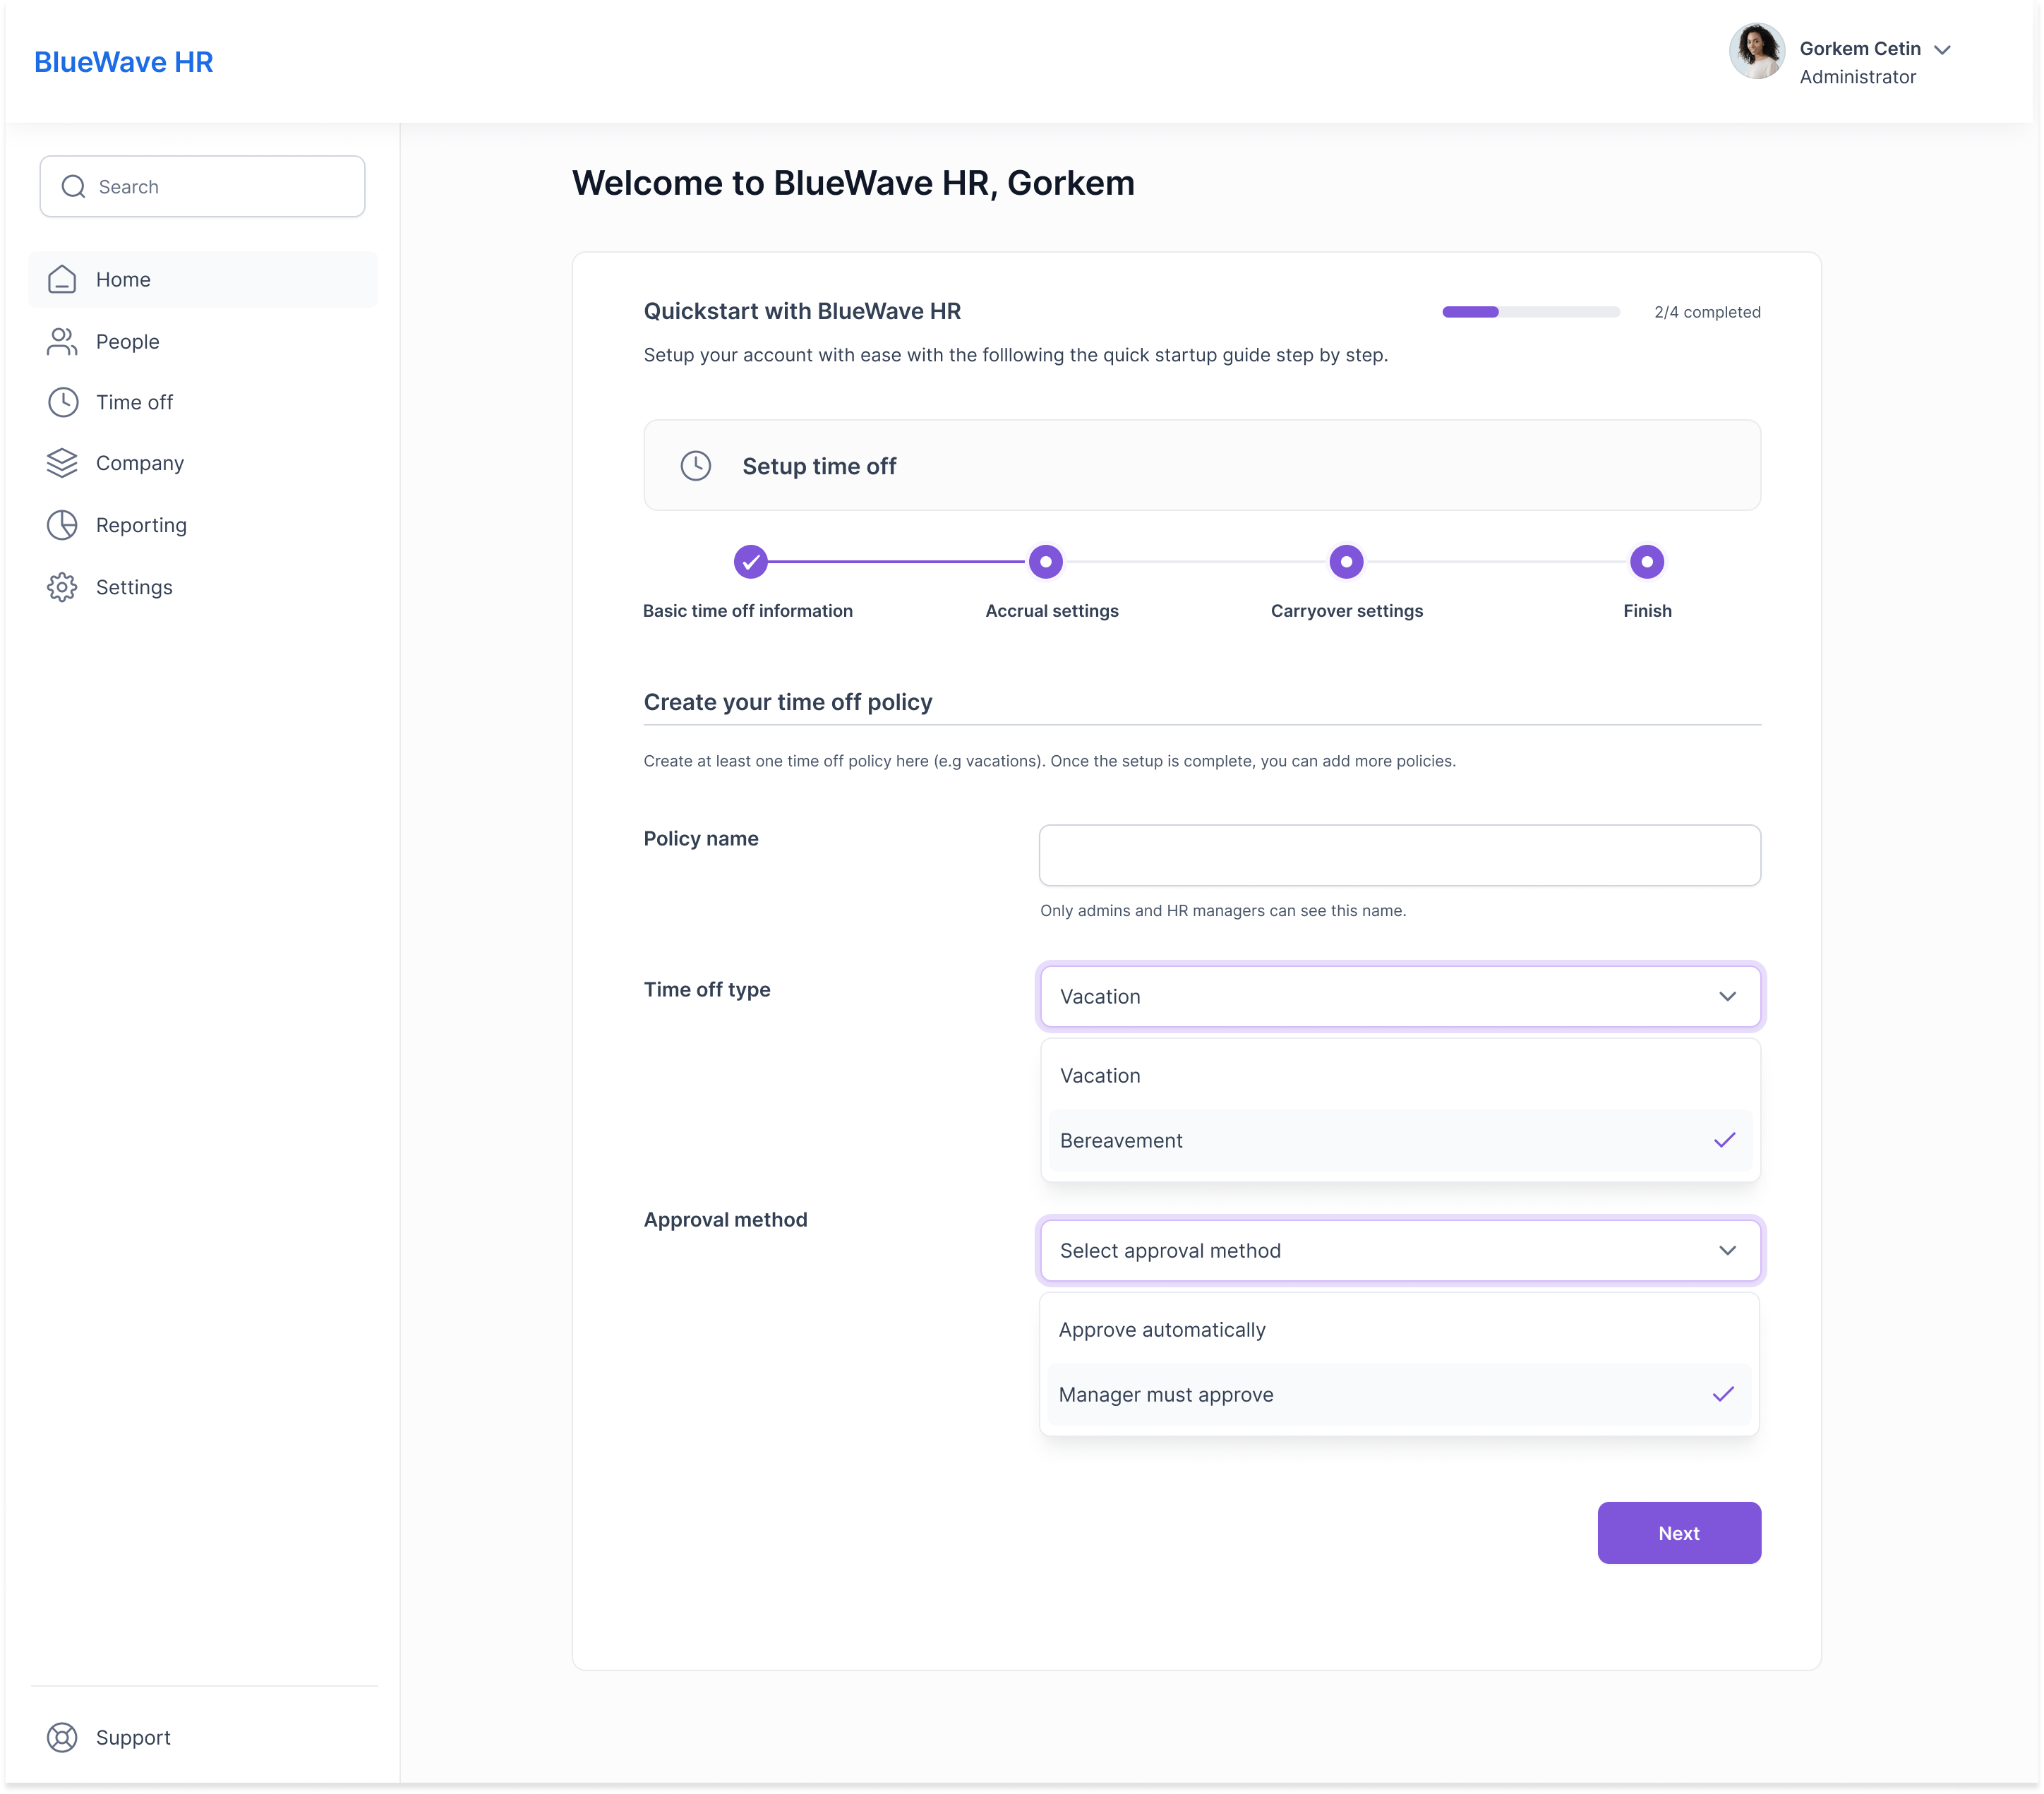 BlueWave HR
Gorkem Cetin
Administrator
Search
Home
People
Time off
Company
Reporting
Settings
Support
Welcome to BlueWave HR, Gorkem
Quickstart with BlueWave HR
2/4 completed
Setup your account with ease with the folllowing the quick startup guide step by step.
Setup time off
Basic time off information
Accrual settings
Carryover settings
Finish
Create your time off policy
Create at least one time off policy here (e.g vacations). Once the setup is complete, you can add more policies.
Policy name
Only admins and HR managers can see this name.
Time off type
Vacation
Vacation
Bereavement
Approval method
Select approval method
Approve automatically
Manager must approve
Next